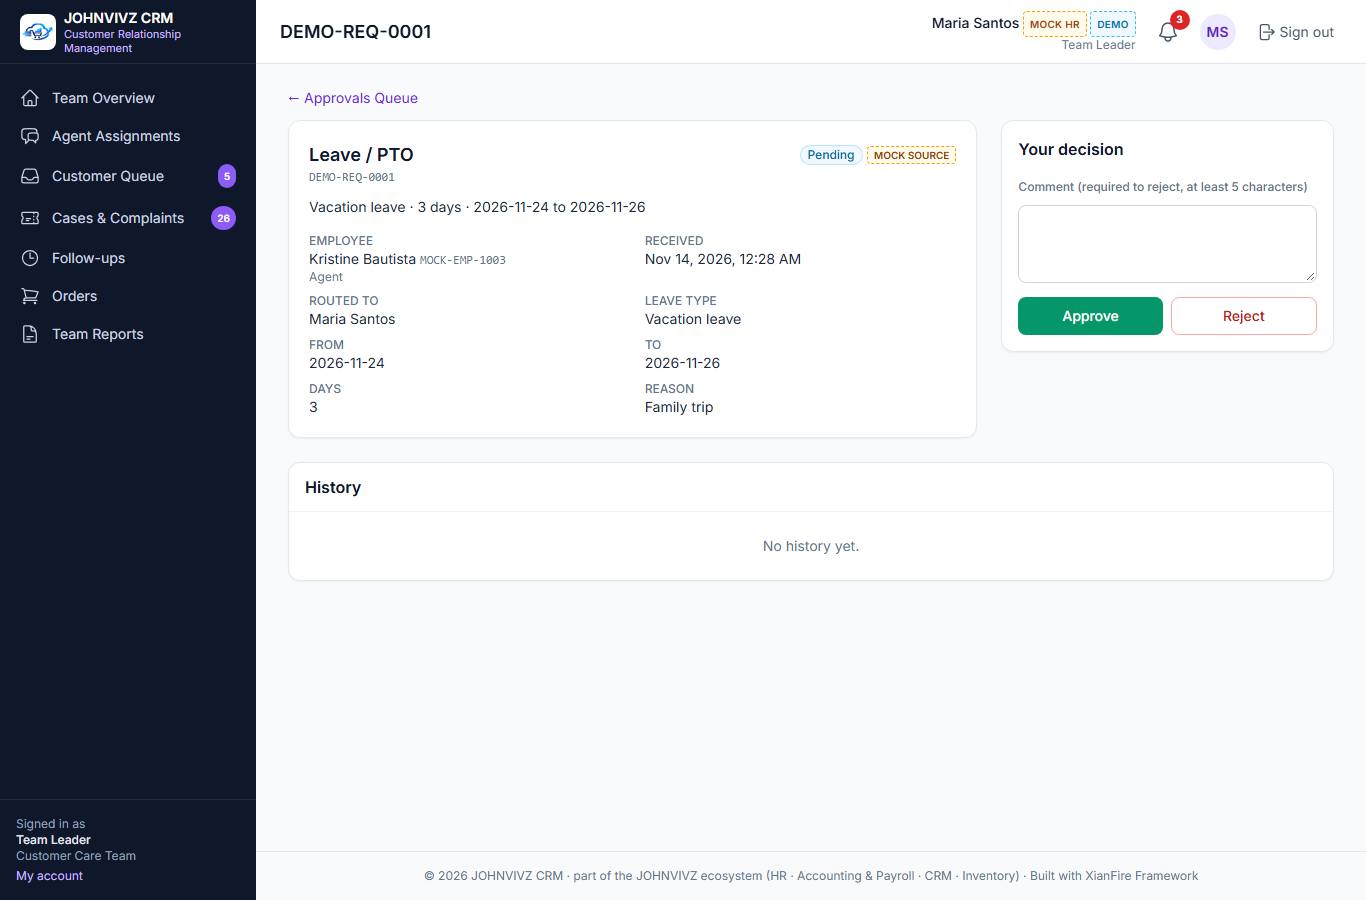 JOHNVIVZ CRM
Customer Relationship
Management
Team Overview
Agent Assignments
Customer Queue 5
Cases & Complaints 26
Follow-ups
Orders
Team Reports
Signed in as
Team Leader
Customer Care Team
My account
DEMO-REQ-0001
Maria Santos MOCK HR DEMO
Team Leader
3
MS
Sign out
← Approvals Queue
Leave / PTO
Pending MOCK SOURCE
DEMO-REQ-0001
Vacation leave · 3 days · 2026-11-24 to 2026-11-26
EMPLOYEE
Kristine Bautista MOCK-EMP-1003
Agent
RECEIVED
Nov 14, 2026, 12:28 AM
ROUTED TO
Maria Santos
LEAVE TYPE
Vacation leave
FROM
2026-11-24
TO
2026-11-26
DAYS
3
REASON
Family trip
Your decision
Comment (required to reject, at least 5 characters)
Approve
Reject
History
No history yet.
© 2026 JOHNVIVZ CRM · part of the JOHNVIVZ ecosystem (HR · Accounting & Payroll · CRM · Inventory) · Built with XianFire Framework